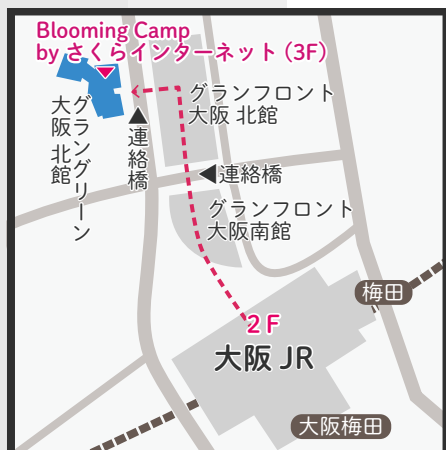 Blooming Camp
by さくらインターネット（3F）
グラングリーン
大阪 北館
▲連絡橋
グランフロント
大阪 北館
◀連絡橋
グランフロント
大阪南館
2F
大阪 JR
梅田
大阪梅田